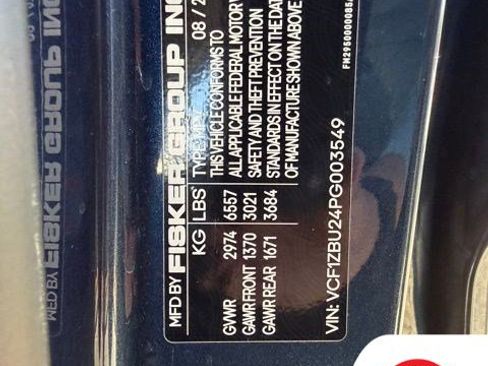 MFD BY FISKER GROUP INC
08 / 2
KG LBS TYPE: MPV
GVWR 2974 6557
GAWR FRONT 1370 3021
GAWR REAR 1671 3684
THIS VEHICLE CONFORMS TO
ALL APPLICABLE FEDERAL MOTOR
SAFETY AND THEFT PREVENTION
STANDARDS IN EFFECT ON THE DAT
OF MANUFACTURE SHOWN ABOVE
VIN: VCF1ZBU24PG003549
MFD BY FISKER GROUP INC